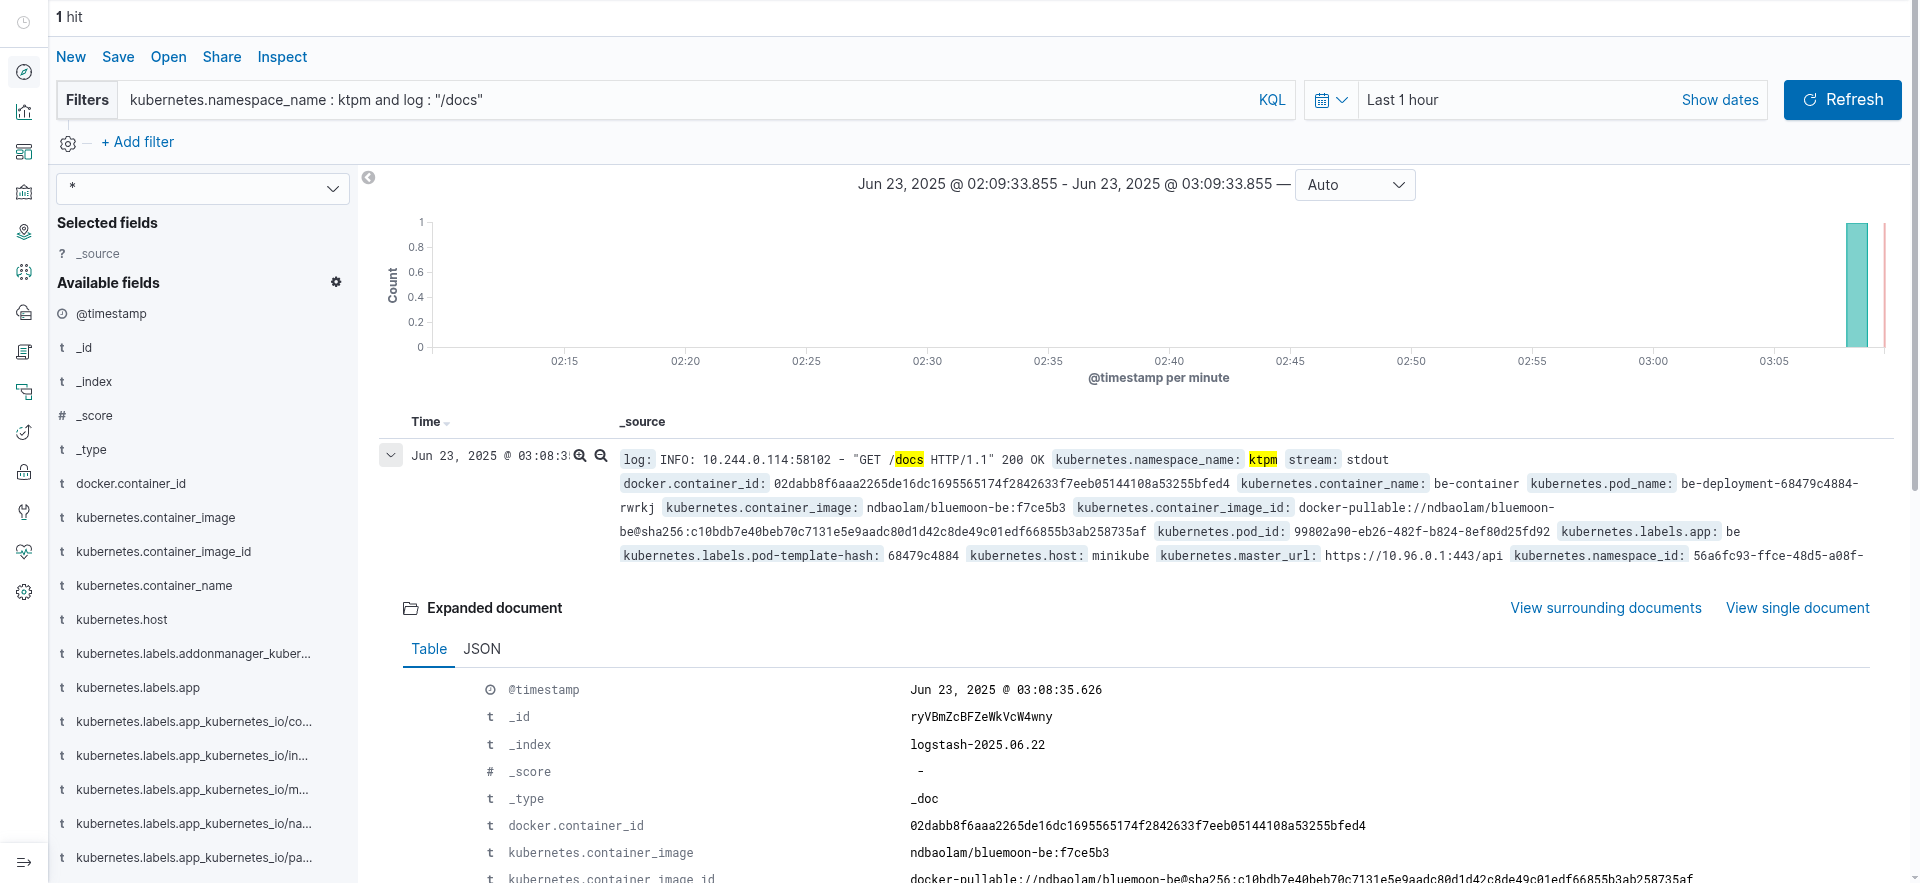 1 hit
New Save Open Share Inspect
Filters kubernetes.namespace_name : ktpm and log : "/docs" KQL Last 1 hour Show dates Refresh
+ Add filter
*
Selected fields
? _source
Available fields
@timestamp
t _id
t _index
# _score
t _type
t docker.container_id
t kubernetes.container_image
t kubernetes.container_image_id
t kubernetes.container_name
t kubernetes.host
t kubernetes.labels.addonmanager_kuber...
t kubernetes.labels.app
t kubernetes.labels.app_kubernetes_io/co...
t kubernetes.labels.app_kubernetes_io/in...
t kubernetes.labels.app_kubernetes_io/m...
t kubernetes.labels.app_kubernetes_io/na...
t kubernetes.labels.app_kubernetes_io/pa...
Jun 23, 2025 @ 02:09:33.855 - Jun 23, 2025 @ 03:09:33.855 — Auto
Count
1
0.8
0.6
0.4
0.2
0
02:15 02:20 02:25 02:30 02:35 02:40 02:45 02:50 02:55 03:00 03:05
@timestamp per minute
Time _source
Jun 23, 2025 @ 03:08:3 log: INFO: 10.244.0.114:58102 - "GET /docs HTTP/1.1" 200 OK kubernetes.namespace_name: ktpm stream: stdout
docker.container_id: 02dabb8f6aaa2265de16dc1695565174f2842633f7eeb05144108a53255bfed4 kubernetes.container_name: be-container kubernetes.pod_name: be-deployment-68479c4884-
rwrkj kubernetes.container_image: ndbaolam/bluemoon-be:f7ce5b3 kubernetes.container_image_id: docker-pullable://ndbaolam/bluemoon-
be@sha256:c10bdb7e40beb70c7131e5e9aadc80d1d42c8de49c01edf66855b3ab258735af kubernetes.pod_id: 99802a90-eb26-482f-b824-8ef80d25fd92 kubernetes.labels.app: be
kubernetes.labels.pod-template-hash: 68479c4884 kubernetes.host: minikube kubernetes.master_url: https://10.96.0.1:443/api kubernetes.namespace_id: 56a6fc93-ffce-48d5-a08f-
Expanded document View surrounding documents View single document
Table JSON
@timestamp Jun 23, 2025 @ 03:08:35.626
t _id ryVBmZcBFZeWkVcW4wny
t _index logstash-2025.06.22
# _score -
t _type _doc
t docker.container_id 02dabb8f6aaa2265de16dc1695565174f2842633f7eeb05144108a53255bfed4
t kubernetes.container_image ndbaolam/bluemoon-be:f7ce5b3
t kubernetes.container_image_id docker-pullable://ndbaolam/bluemoon-be@sha256:c10bdb7e40beb70c7131e5e9aadc80d1d42c8de49c01edf66855b3ab258735af